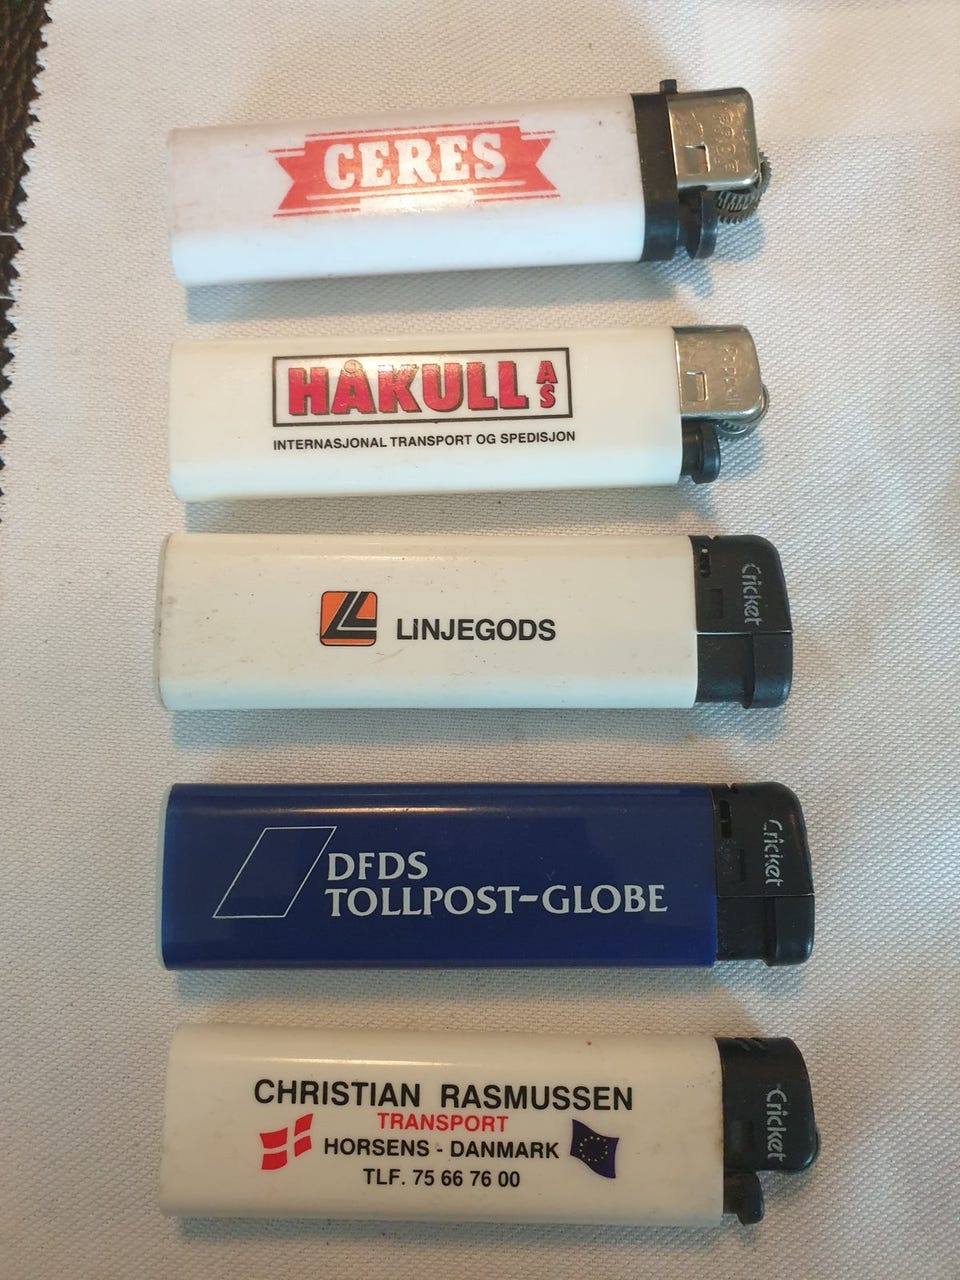 CERES
HÅKULL AS
INTERNASJONAL TRANSPORT OG SPEDISJON
LINJEGODS
Cricket
DFDS
TOLLPOST-GLOBE
Cricket
CHRISTIAN RASMUSSEN
TRANSPORT
HORSENS - DANMARK
TLF. 75 66 76 00
Cricket